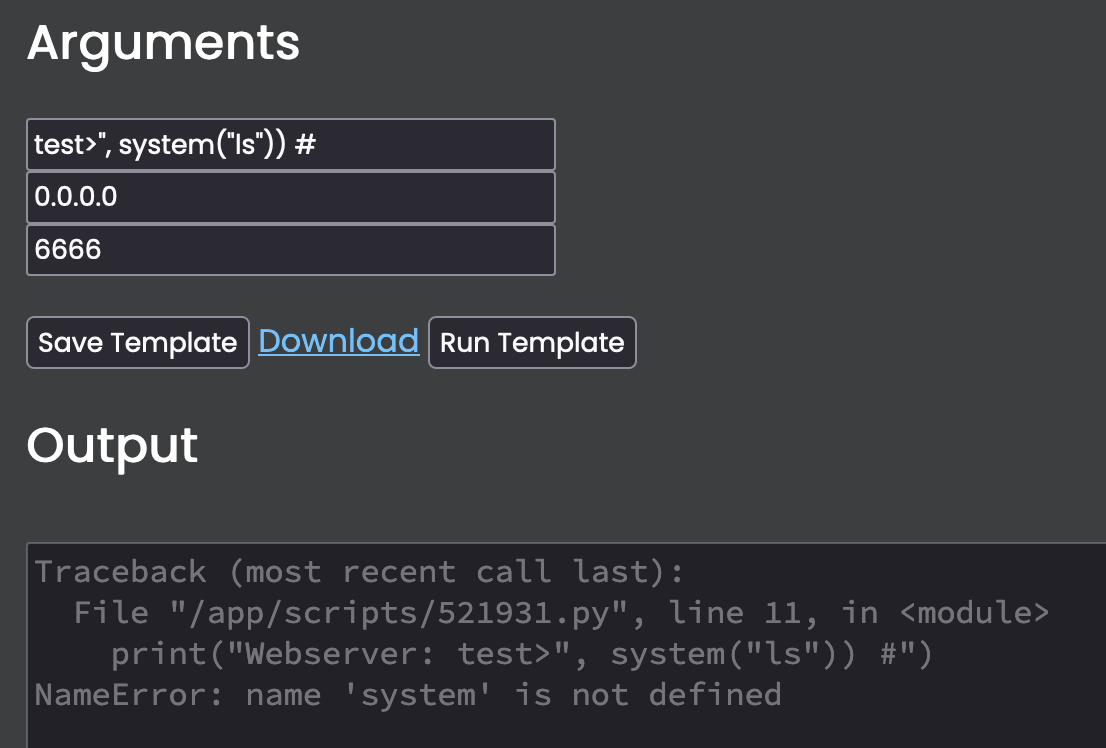 Arguments
test>", system("ls")) #
0.0.0.0
6666
Save Template Download Run Template
Output
Traceback (most recent call last):
  File "/app/scripts/521931.py", line 11, in <module>
    print("Webserver: test>", system("ls")) #")
NameError: name 'system' is not defined